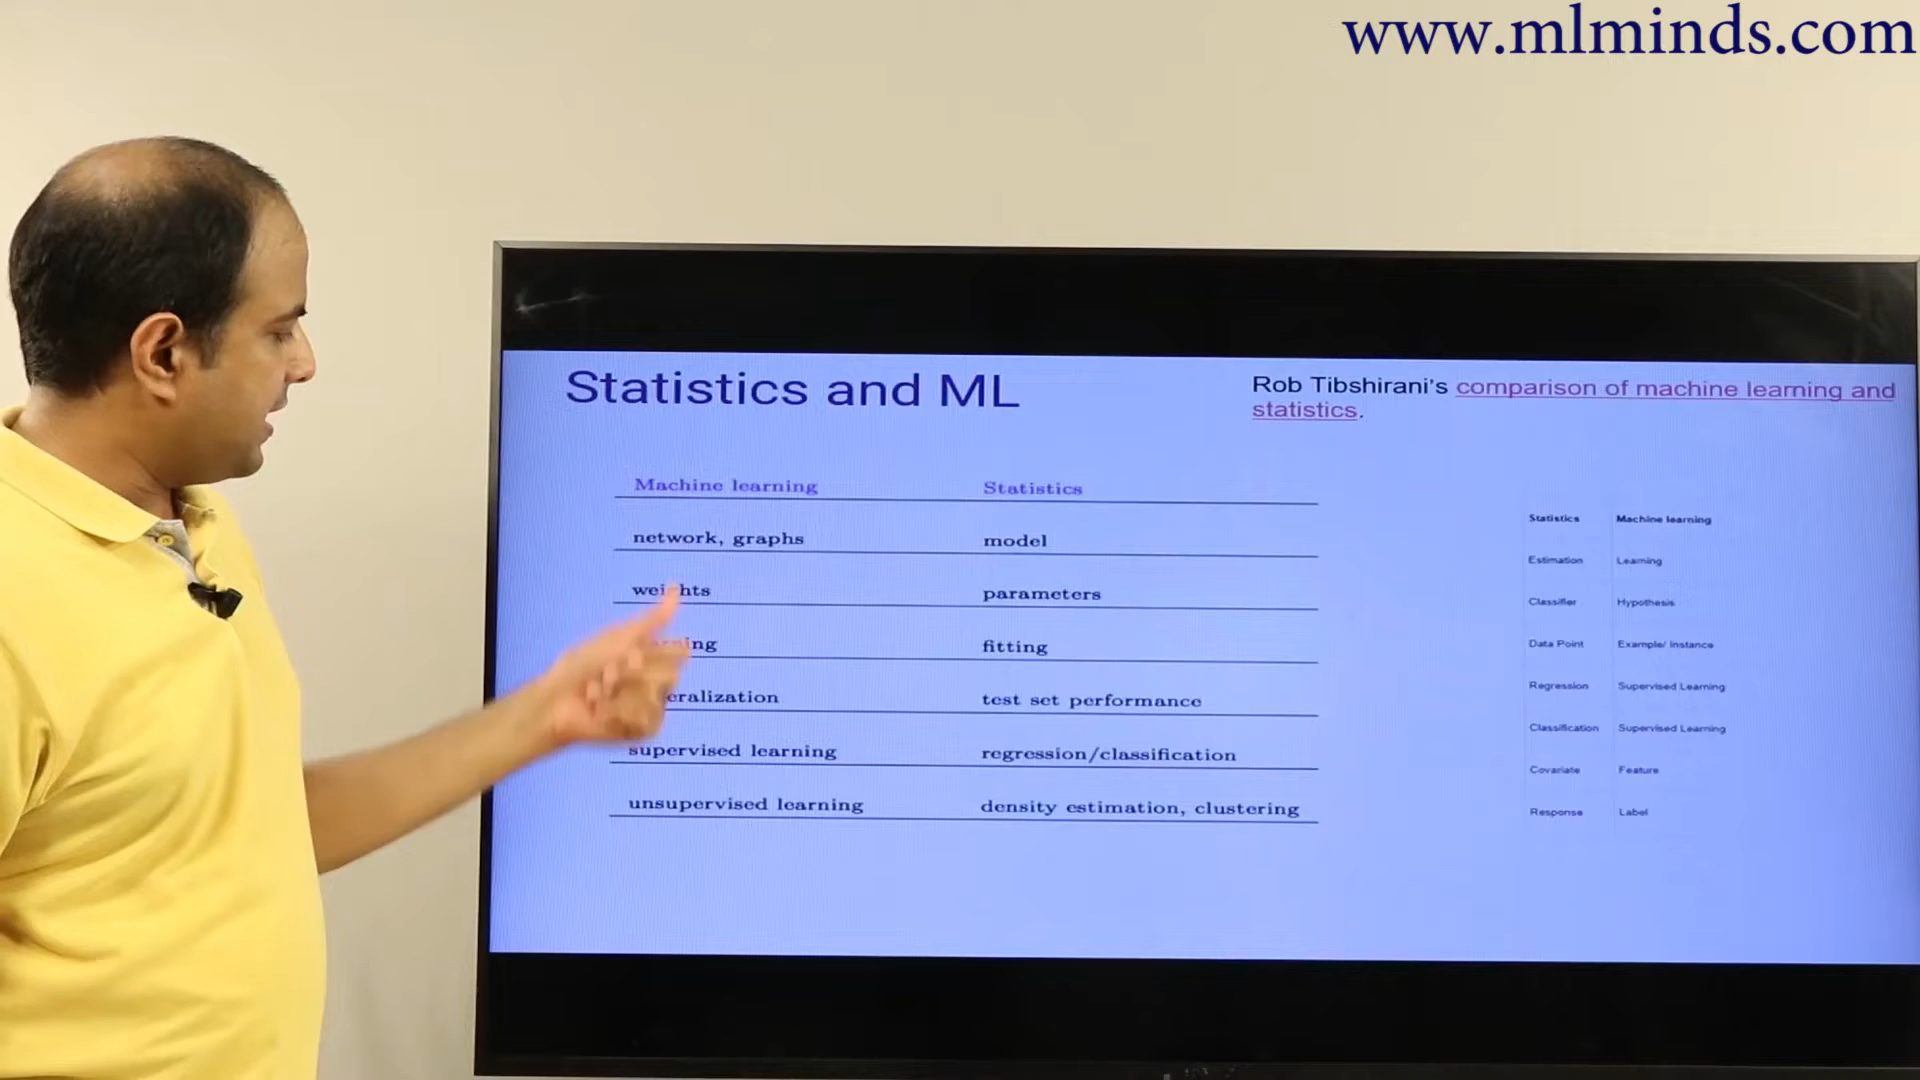 www.mlminds.com
Statistics and ML
Rob Tibshirani's comparison of machine learning and
statistics.
Machine learning Statistics
network, graphs model
weights parameters
fitting
test set performance
supervised learning regression/classification
unsupervised learning density estimation, clustering
Statistics Machine learning
Estimation Learning
Classifier Hypothesis
Data Point Example/ Instance
Regression Supervised Learning
Classification Supervised Learning
Covariate Feature
Response Label